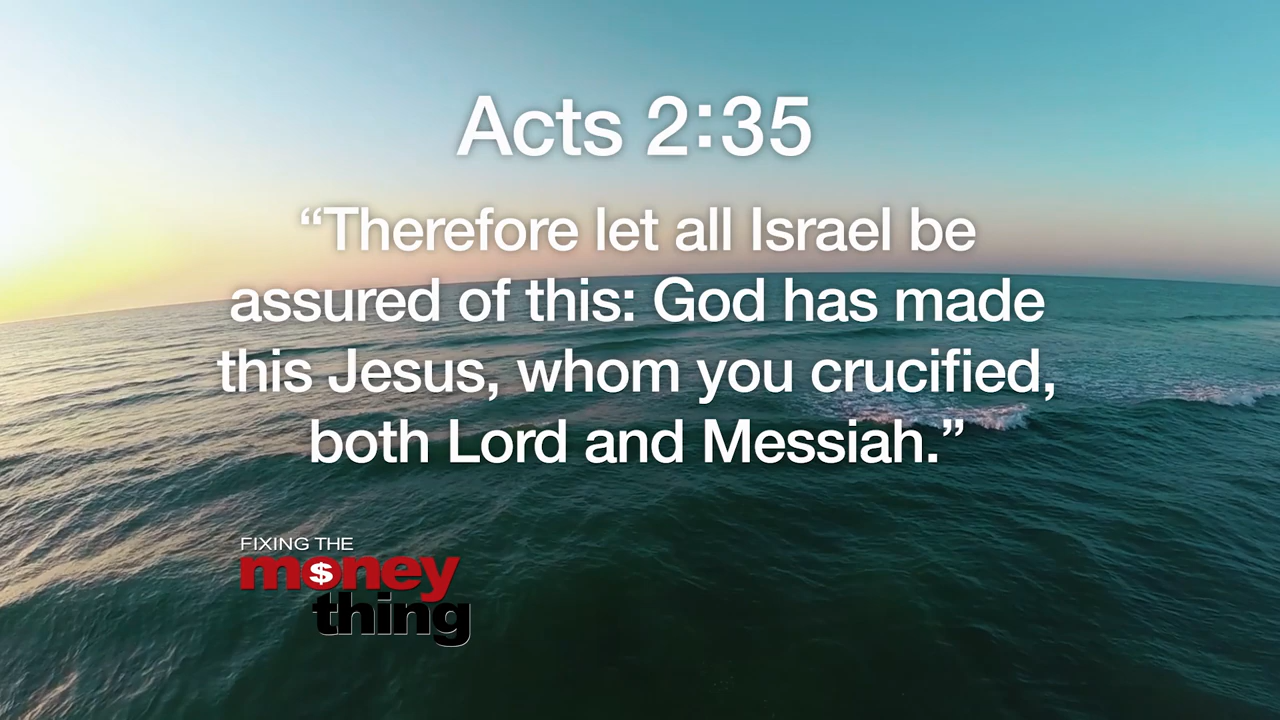 Acts 2:35
“Therefore let all Israel be
assured of this: God has made
this Jesus, whom you crucified,
both Lord and Messiah.”
FIXING THE
m$ney
thing